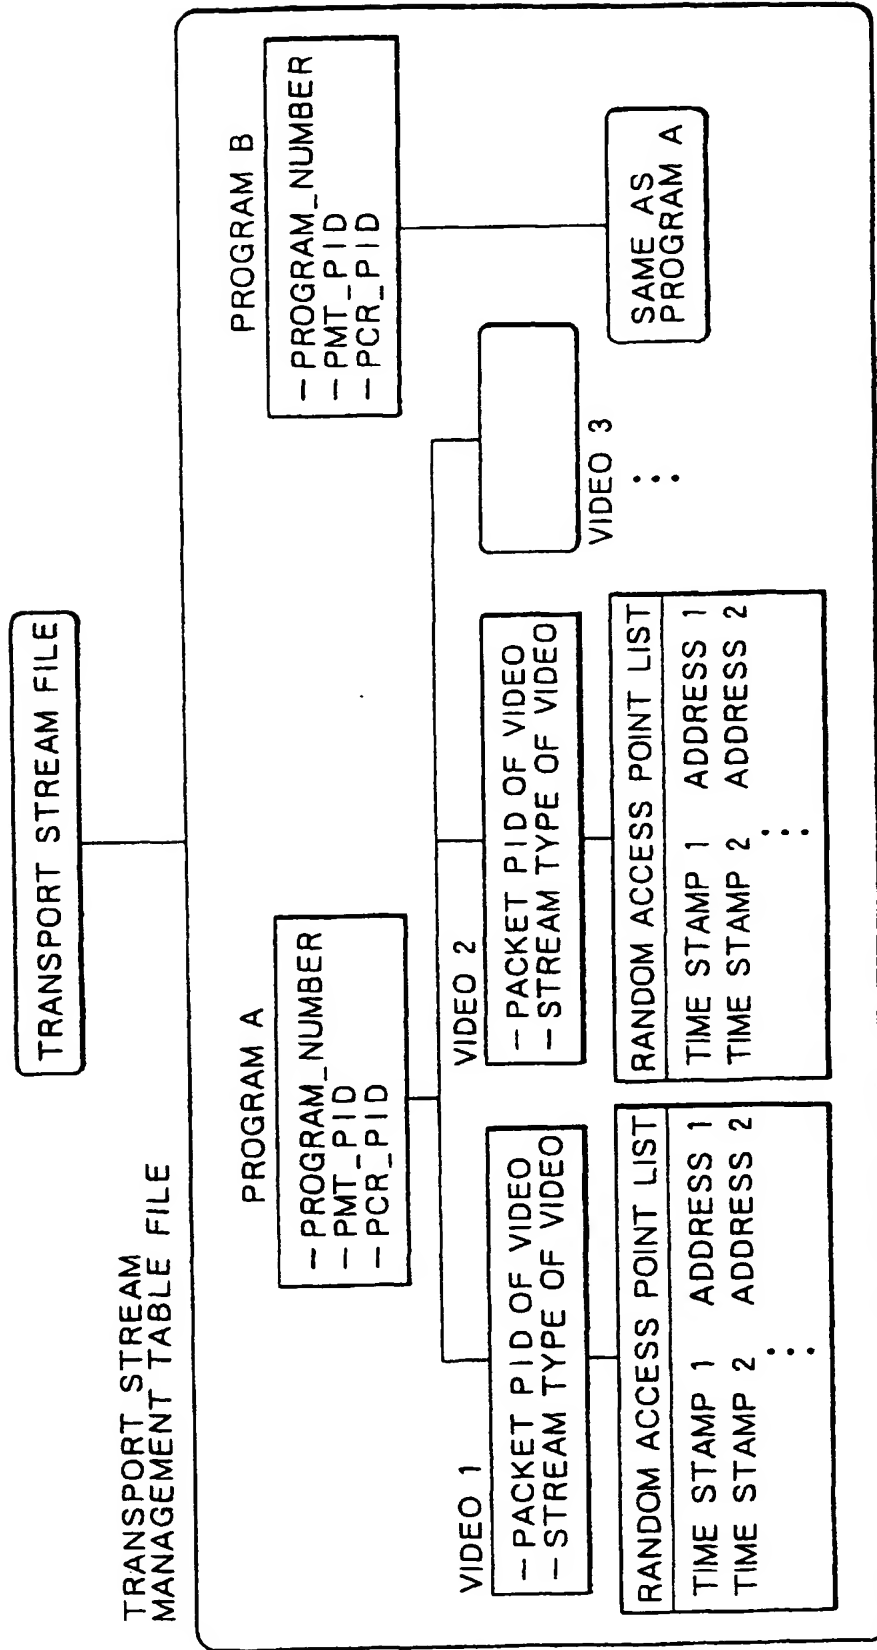 TRANSPORT STREAM FILE
TRANSPORT STREAM
MANAGEMENT TABLE FILE
PROGRAM A
—PROGRAM_NUMBER
—PMT_PID
—PCR_PID
PROGRAM B
—PROGRAM_NUMBER
—PMT_PID
—PCR_PID
VIDEO 1
—PACKET PID OF VIDEO
—STREAM TYPE OF VIDEO
RANDOM ACCESS POINT LIST
TIME STAMP 1 ADDRESS 1
TIME STAMP 2 ADDRESS 2
⋮
VIDEO 2
—PACKET PID OF VIDEO
—STREAM TYPE OF VIDEO
RANDOM ACCESS POINT LIST
TIME STAMP 1 ADDRESS 1
TIME STAMP 2 ADDRESS 2
⋮
VIDEO 3
⋮
SAME AS
PROGRAM A